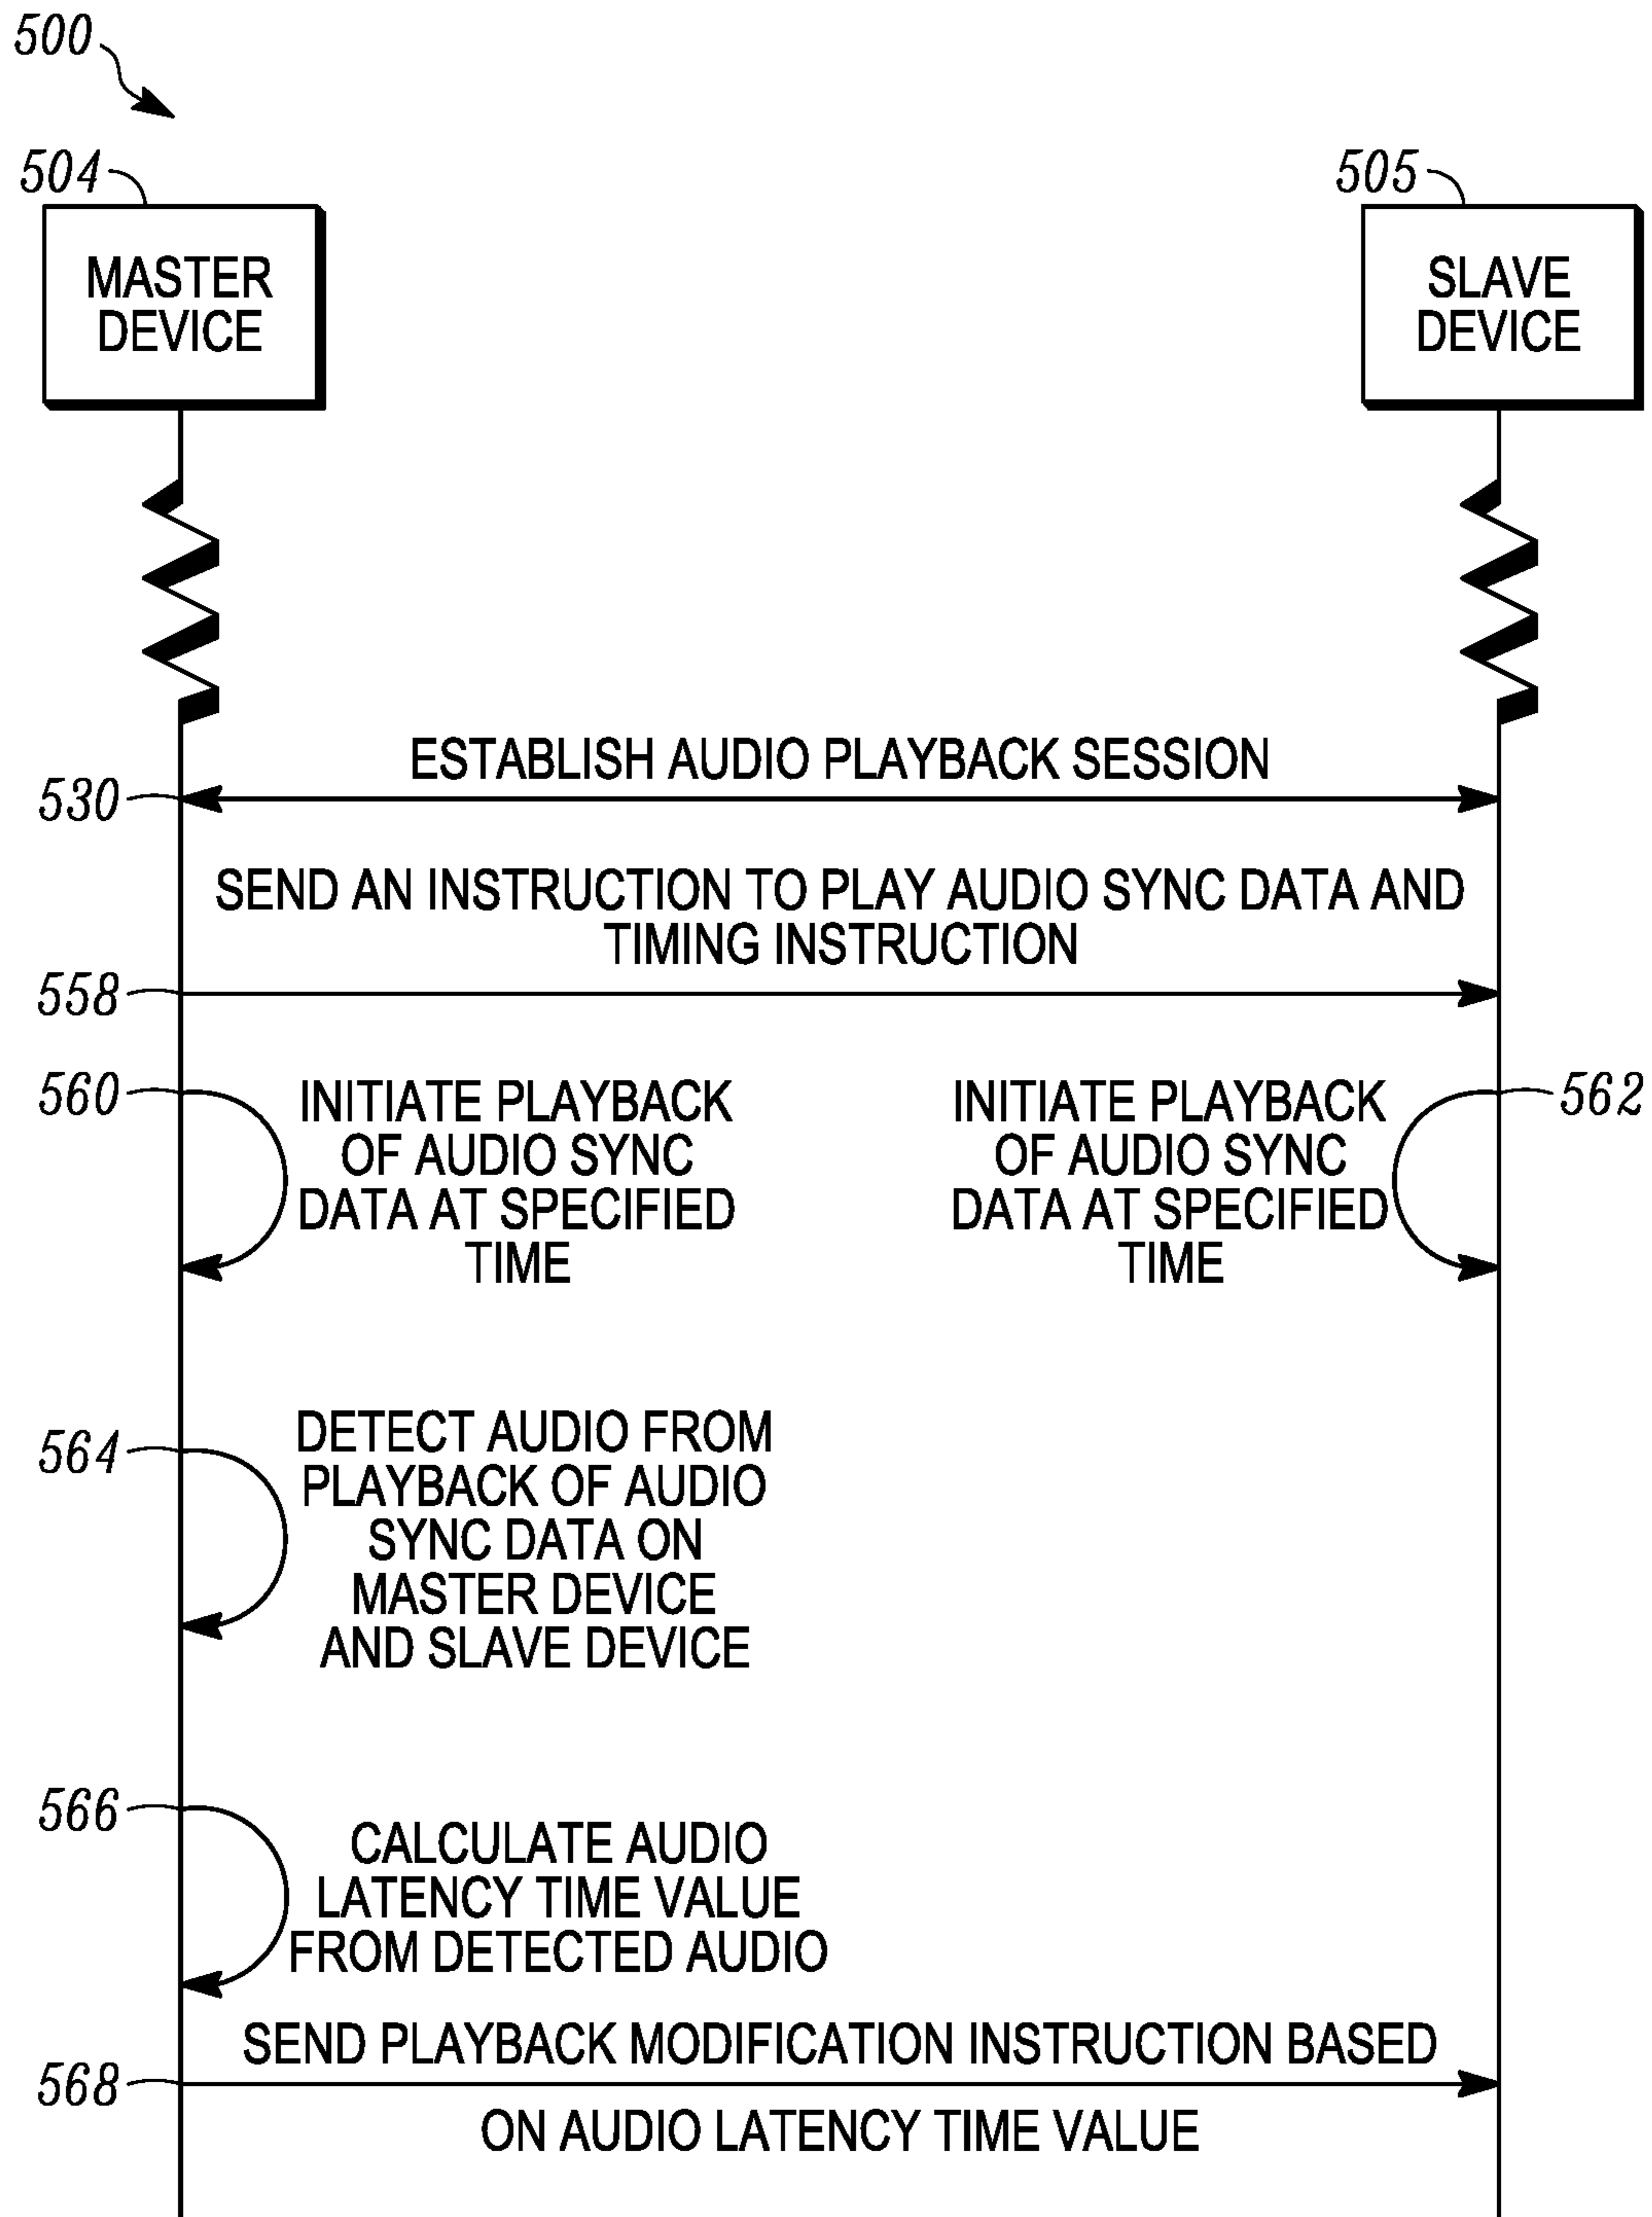 500
504
505
MASTER
DEVICE
SLAVE
DEVICE
ESTABLISH AUDIO PLAYBACK SESSION
530
SEND AN INSTRUCTION TO PLAY AUDIO SYNC DATA AND
TIMING INSTRUCTION
558
560
INITIATE PLAYBACK
OF AUDIO SYNC
DATA AT SPECIFIED
TIME
INITIATE PLAYBACK
OF AUDIO SYNC
DATA AT SPECIFIED
TIME
562
564
DETECT AUDIO FROM
PLAYBACK OF AUDIO
SYNC DATA ON
MASTER DEVICE
AND SLAVE DEVICE
566
CALCULATE AUDIO
LATENCY TIME VALUE
FROM DETECTED AUDIO
SEND PLAYBACK MODIFICATION INSTRUCTION BASED
568
ON AUDIO LATENCY TIME VALUE